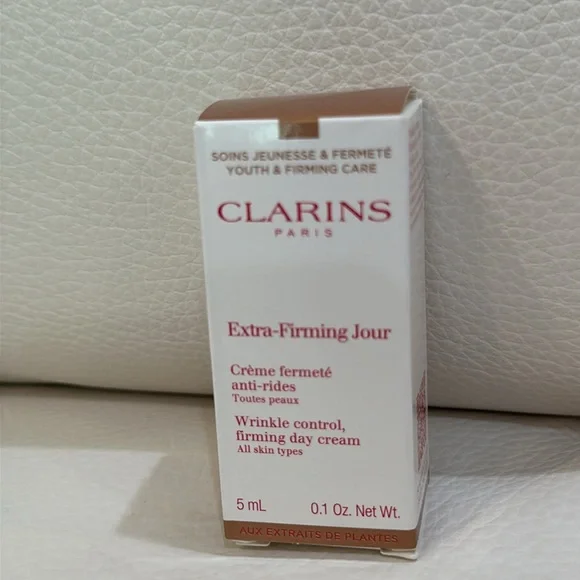 SOINS JEUNESSE & FERMETÉ
YOUTH & FIRMING CARE
CLARINS
PARIS
Extra-Firming Jour
Crème fermeté
anti-rides
Toutes peaux
Wrinkle control,
firming day cream
All skin types
5 mL 0.1 Oz. Net Wt.
AUX EXTRAITS DE PLANTES